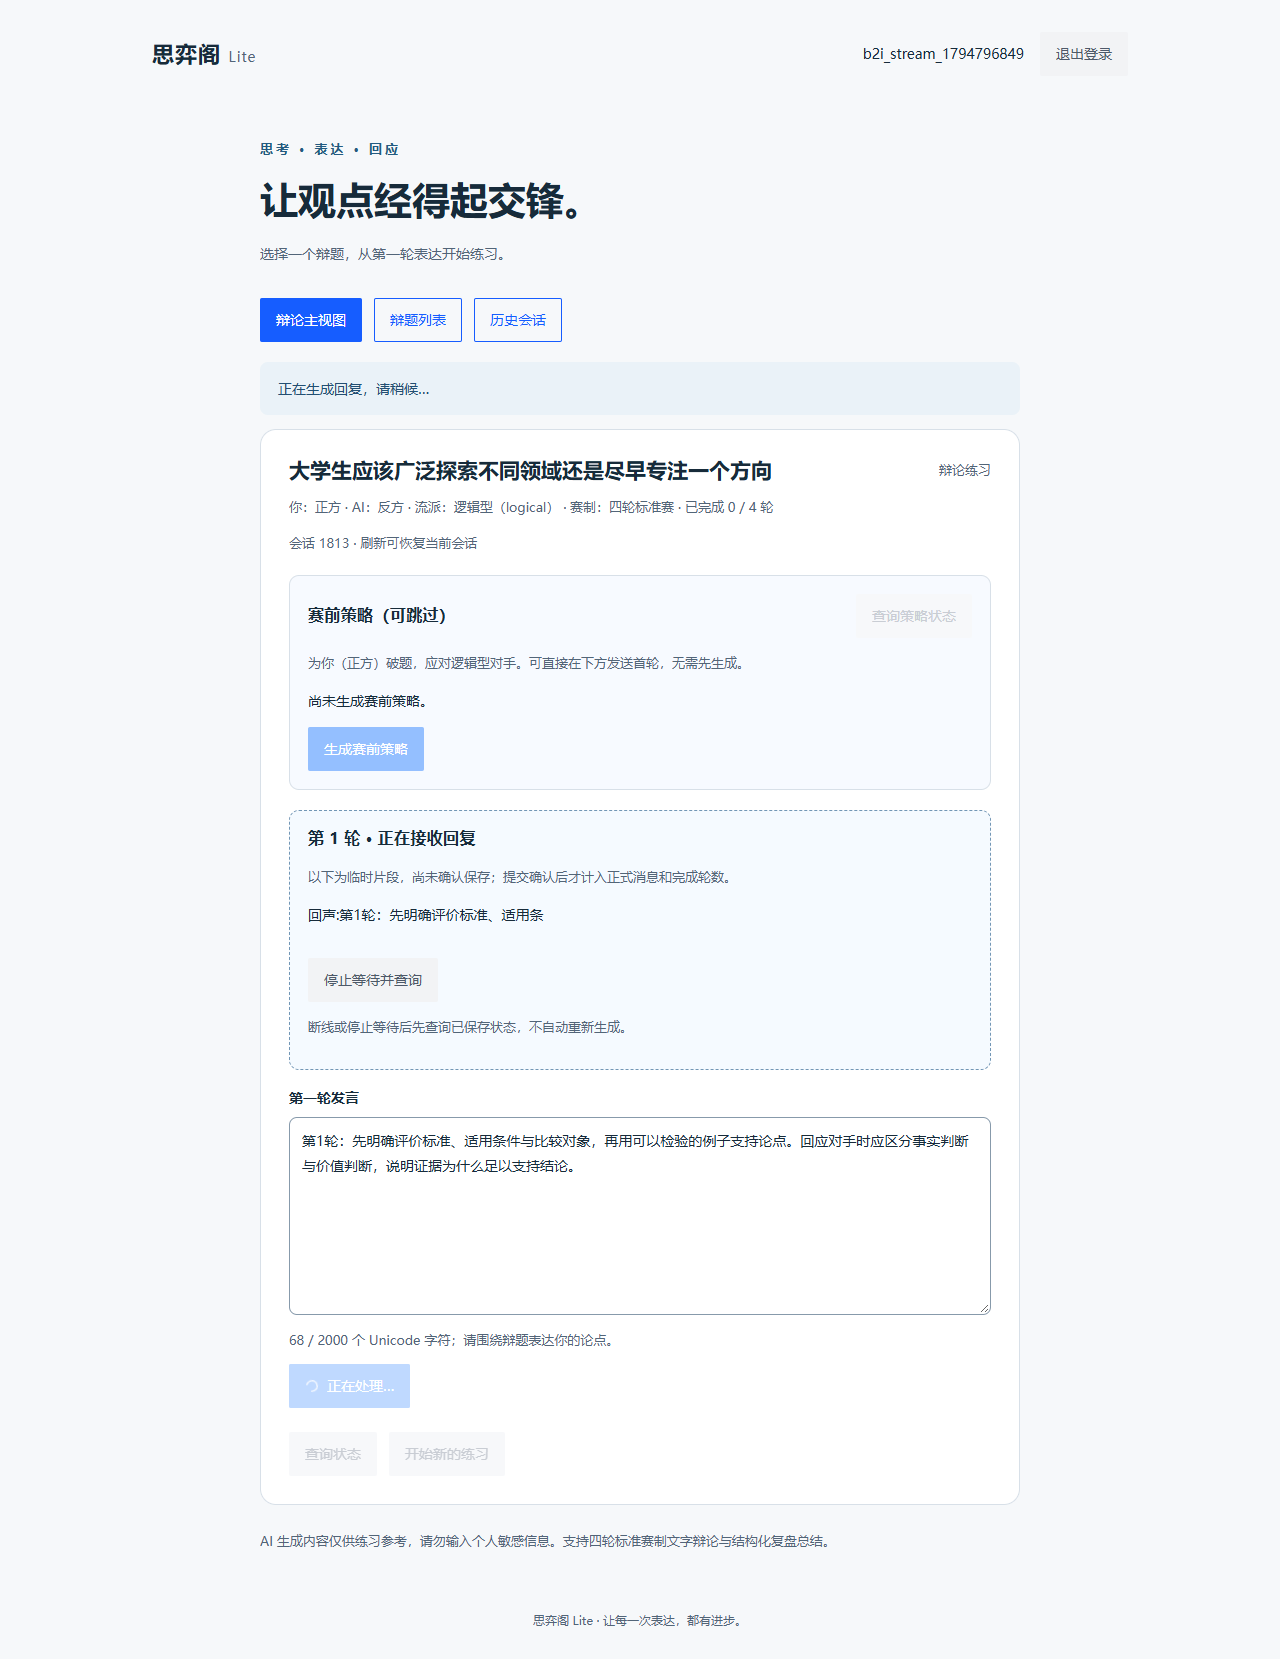 思弈阁 Lite
b2i_stream_1794796849
退出登录
思考 • 表达 • 回应
让观点经得起交锋。
选择一个辩题，从第一轮表达开始练习。
辩论主视图
辩题列表
历史会话
正在生成回复，请稍候...
大学生应该广泛探索不同领域还是尽早专注一个方向
辩论练习
你：正方 · AI：反方 · 流派：逻辑型（logical） · 赛制：四轮标准赛 · 已完成 0 / 4 轮
会话 1813 · 刷新可恢复当前会话
赛前策略（可跳过）
查询策略状态
为你（正方）破题，应对逻辑型对手。可直接在下方发送首轮，无需先生成。
尚未生成赛前策略。
生成赛前策略
第 1 轮 • 正在接收回复
以下为临时片段，尚未确认保存；提交确认后才计入正式消息和完成轮数。
回声:第1轮：先明确评价标准、适用条
停止等待并查询
断线或停止等待后先查询已保存状态，不自动重新生成。
第一轮发言
第1轮：先明确评价标准、适用条件与比较对象，再用可以检验的例子支持论点。回应对手时应区分事实判断
与价值判断，说明证据为什么足以支持结论。
68 / 2000 个 Unicode 字符；请围绕辩题表达你的论点。
正在处理...
查询状态
开始新的练习
AI 生成内容仅供练习参考，请勿输入个人敏感信息。支持四轮标准赛制文字辩论与结构化复盘总结。
思弈阁 Lite · 让每一次表达，都有进步。